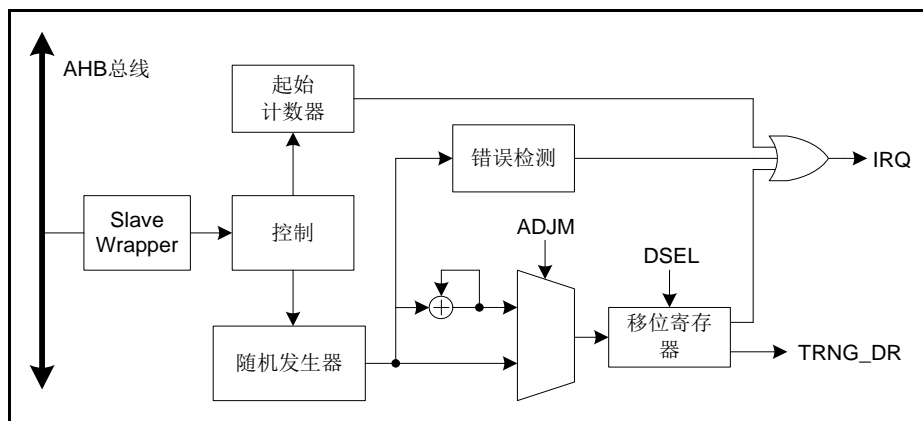 AHB总线
起始
计数器
错误检测
IRQ
Slave
Wrapper
控制
ADJM
DSEL
移位寄存
器
随机发生器
TRNG_DR